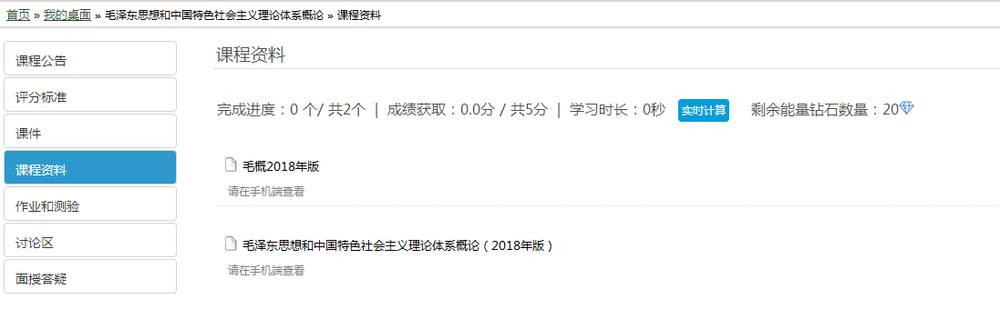 首页 » 我的桌面 » 毛泽东思想和中国特色社会主义理论体系概论 » 课程资料
课程公告
评分标准
课件
课程资料
作业和测验
讨论区
面授答疑
课程资料
完成进度：0 个/ 共2个 | 成绩获取：0.0分 / 共5分 | 学习时长：0秒 实时计算 剩余能量钻石数量：20
毛概2018年版
请在手机端查看
毛泽东思想和中国特色社会主义理论体系概论（2018年版）
请在手机端查看